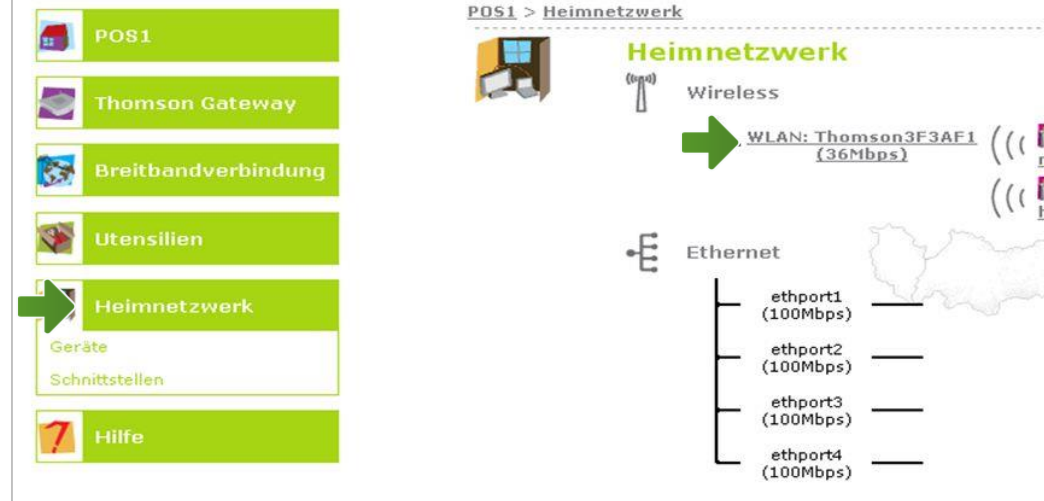 POS1
Thomson Gateway
Breitbandverbindung
Utensilien
Heimnetzwerk
Geräte
Schnittstellen
Hilfe
POS1 > Heimnetzwerk
Heimnetzwerk
Wireless
WLAN: Thomson3F3AF1
(36Mbps)
Ethernet
ethport1
(100Mbps)
ethport2
(100Mbps)
ethport3
(100Mbps)
ethport4
(100Mbps)